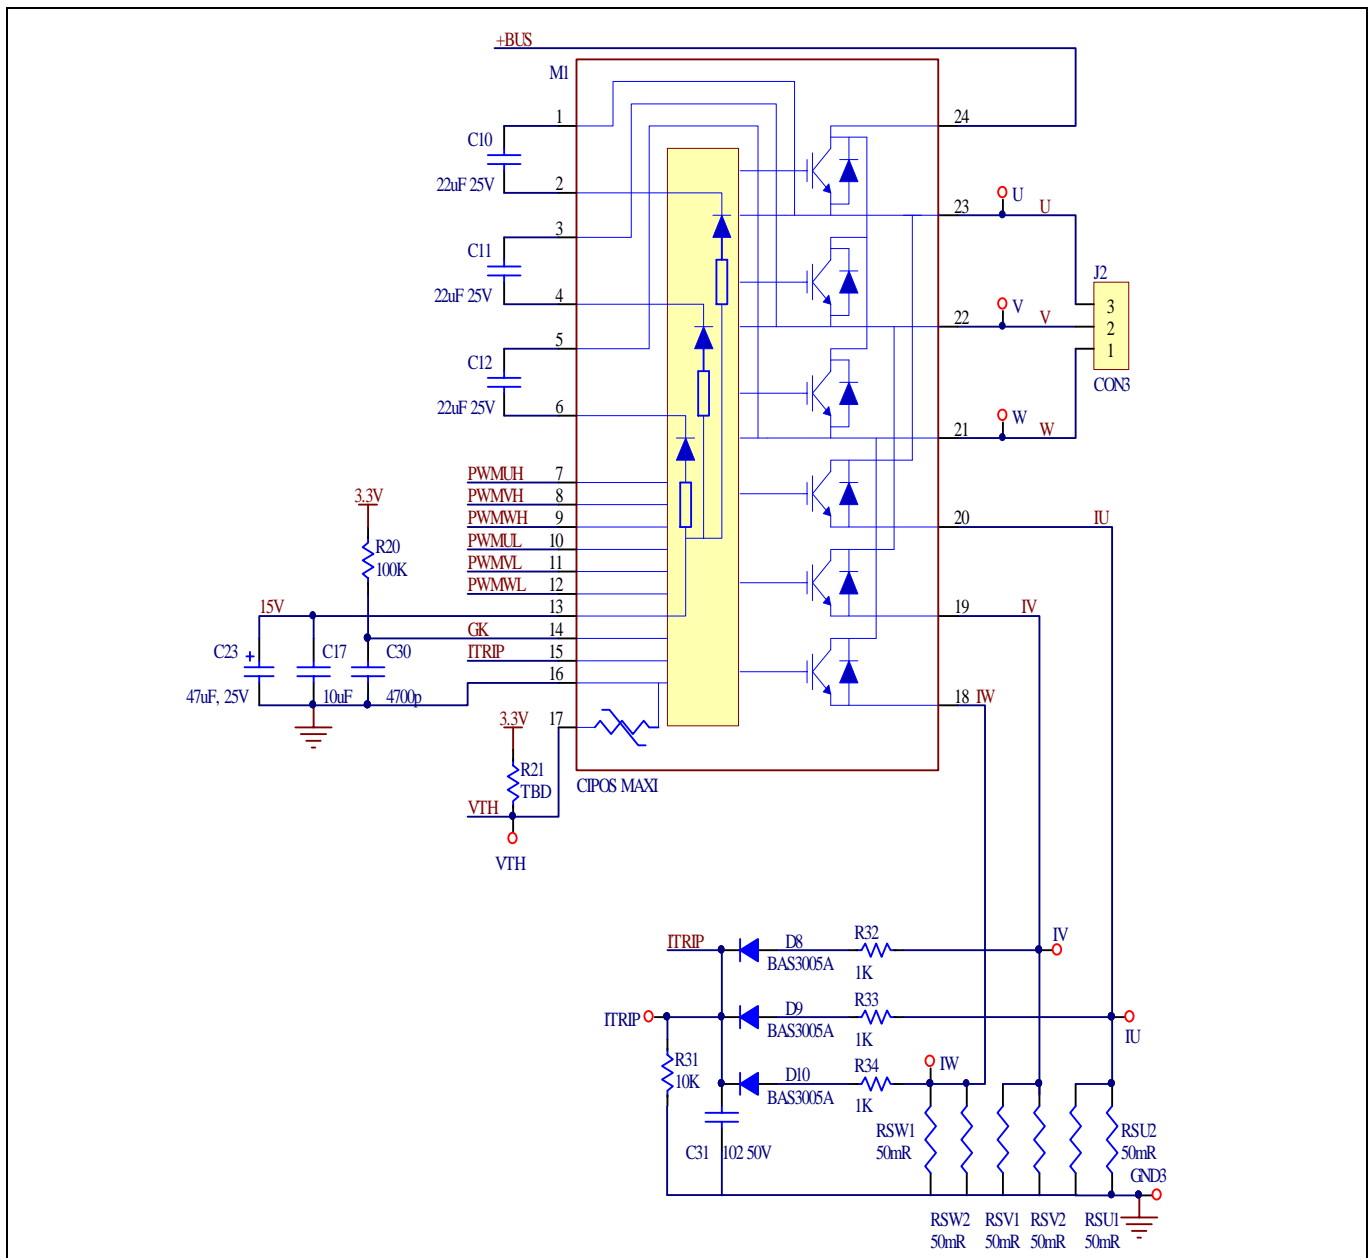 +BUS
M1
1
24
C10
22uF 25V
2
23
U
U
3
C11
22uF 25V
4
22
V
V
J2
3
2
1
CON3
5
C12
22uF 25V
6
21
W
W
PWMUH 7
PWMVH 8
PWMWH 9
PWMUL 10
PWMVL 11
PWMWL 12
13
GK 14
ITRIP 15
16
17
3.3V
R20
100K
15V
C23
+
47uF, 25V
C17
10uF
C30
4700p
20
IU
19
IV
18 IW
3.3V
R21
TBD
VTH
VTH
CIPOS MAXI
ITRIP
D8
BAS3005A
R32
1K
IV
ITRIP
D9
BAS3005A
R33
1K
IU
R31
10K
D10
BAS3005A
R34
1K
IW
C31 102 50V
RSW1
50mR
RSU2
50mR
GND3
RSW2
50mR
RSV1
50mR
RSV2
50mR
RSU1
50mR